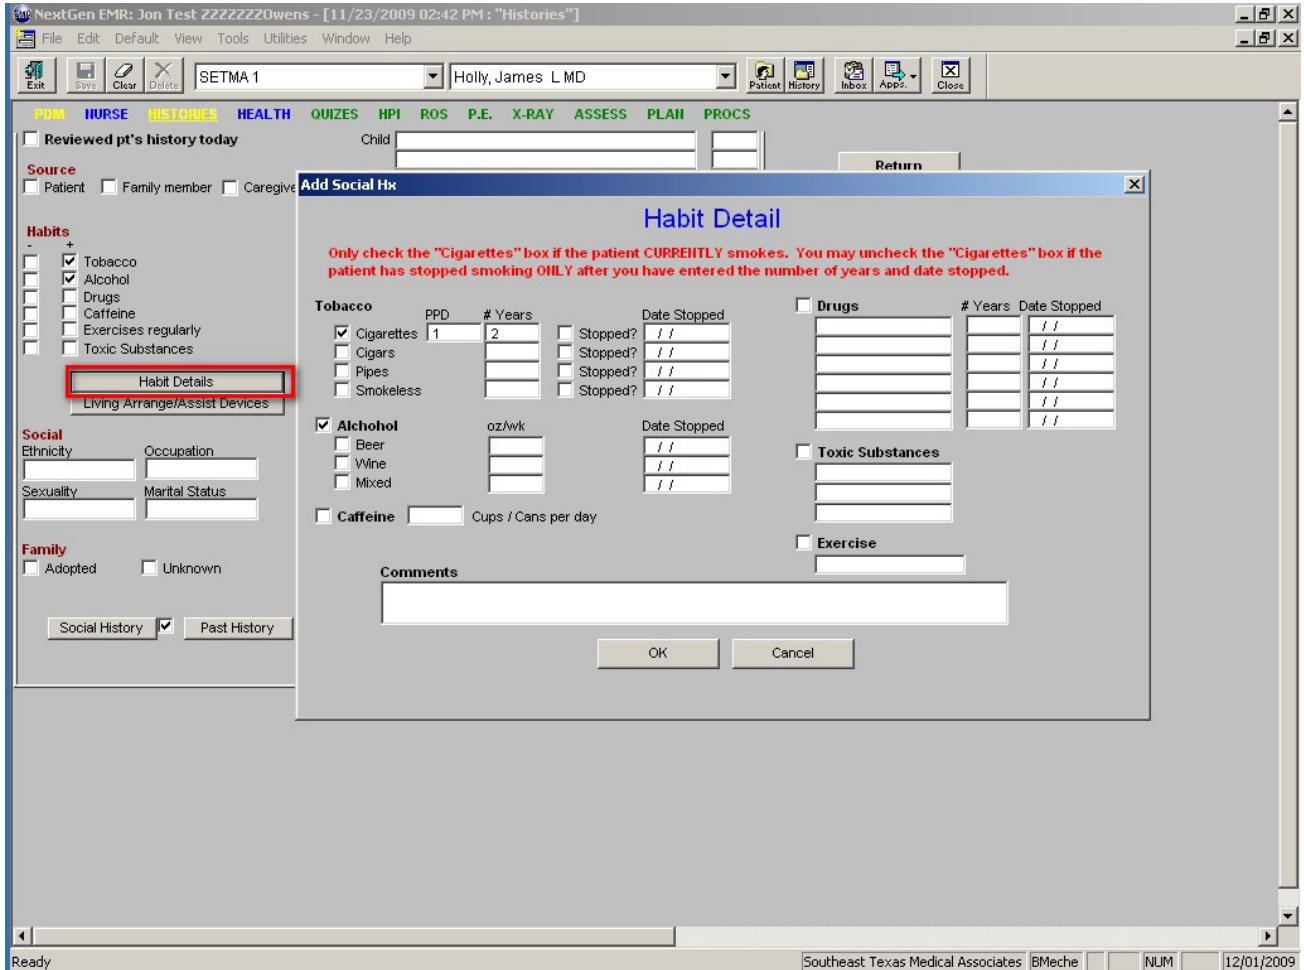 NextGen EMR: Jon Test ZZZZZZZOwens - [11/23/2009 02:42 PM : "Histories"]
File Edit Default View Tools Utilities Window Help
Exit Save Clear Delete SETMA 1 Holly, James L MD Patient History Inbox Apps. Close
PDM NURSE HISTORIES HEALTH QUIZES HPI ROS P.E. X-RAY ASSESS PLAN PROCS
Reviewed pt's history today Child
Return
Source
Patient Family member Caregive
Habits
- +
Tobacco
Alcohol
Drugs
Caffeine
Exercises regularly
Toxic Substances
Habit Details
Living Arrange/Assist Devices
Social
Ethnicity Occupation
Sexuality Marital Status
Family
Adopted Unknown
Social History Past History
Add Social Hx
Habit Detail
Only check the "Cigarettes" box if the patient CURRENTLY smokes. You may uncheck the "Cigarettes" box if the
patient has stopped smoking ONLY after you have entered the number of years and date stopped.
Tobacco PPD # Years Date Stopped
Cigarettes 1 2 Stopped? / /
Cigars Stopped? / /
Pipes Stopped? / /
Smokeless Stopped? / /
Alchohol oz/wk Date Stopped
Beer / /
Wine / /
Mixed / /
Caffeine Cups / Cans per day
Drugs # Years Date Stopped
/ /
/ /
/ /
/ /
/ /
/ /
Toxic Substances
Exercise
Comments
OK Cancel
Ready Southeast Texas Medical Associates BMeche NUM 12/01/2009